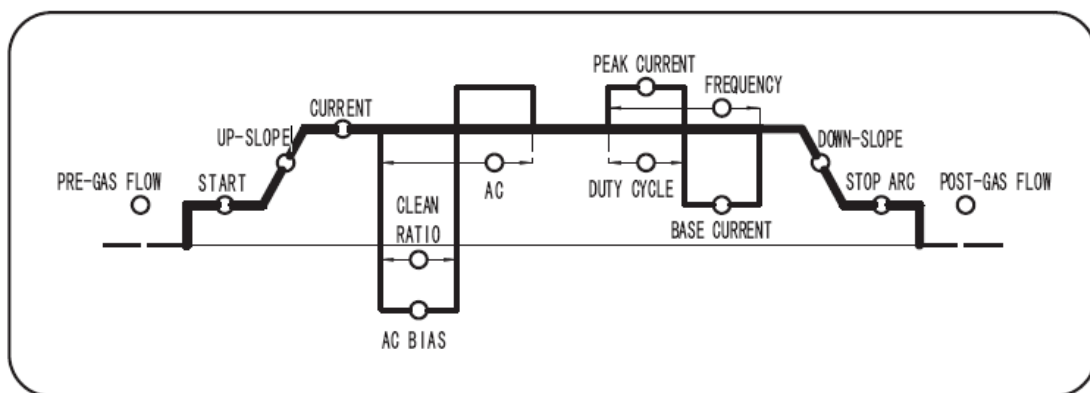 PEAK CURRENT
FREQUENCY
CURRENT
UP-SLOPE
DOWN-SLOPE
PRE-GAS FLOW
START
AC
DUTY CYCLE
STOP ARC
POST-GAS FLOW
CLEAN
RATIO
BASE CURRENT
AC BIAS